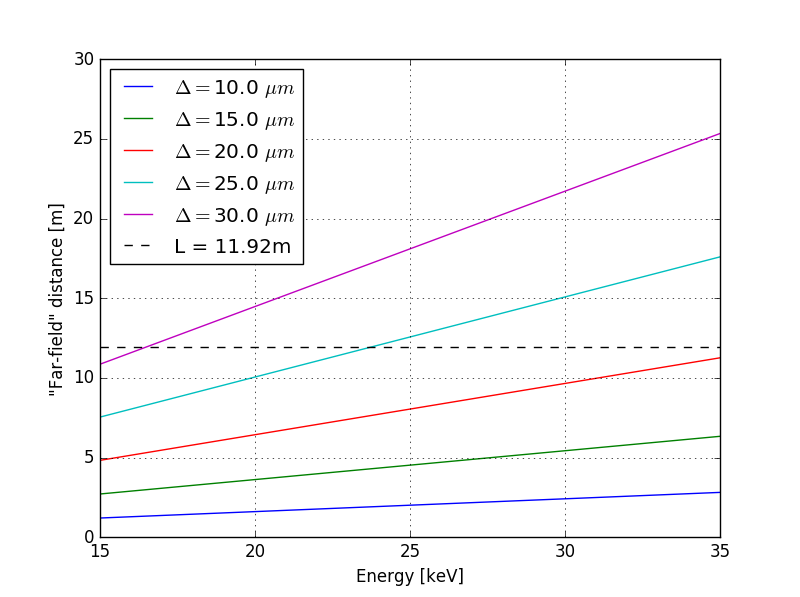 30
25
20
15
10
5
0
"Far-field" distance [m]
Δ = 10.0 μm
Δ = 15.0 μm
Δ = 20.0 μm
Δ = 25.0 μm
Δ = 30.0 μm
L = 11.92m
15 20 25 30 35
Energy [keV]